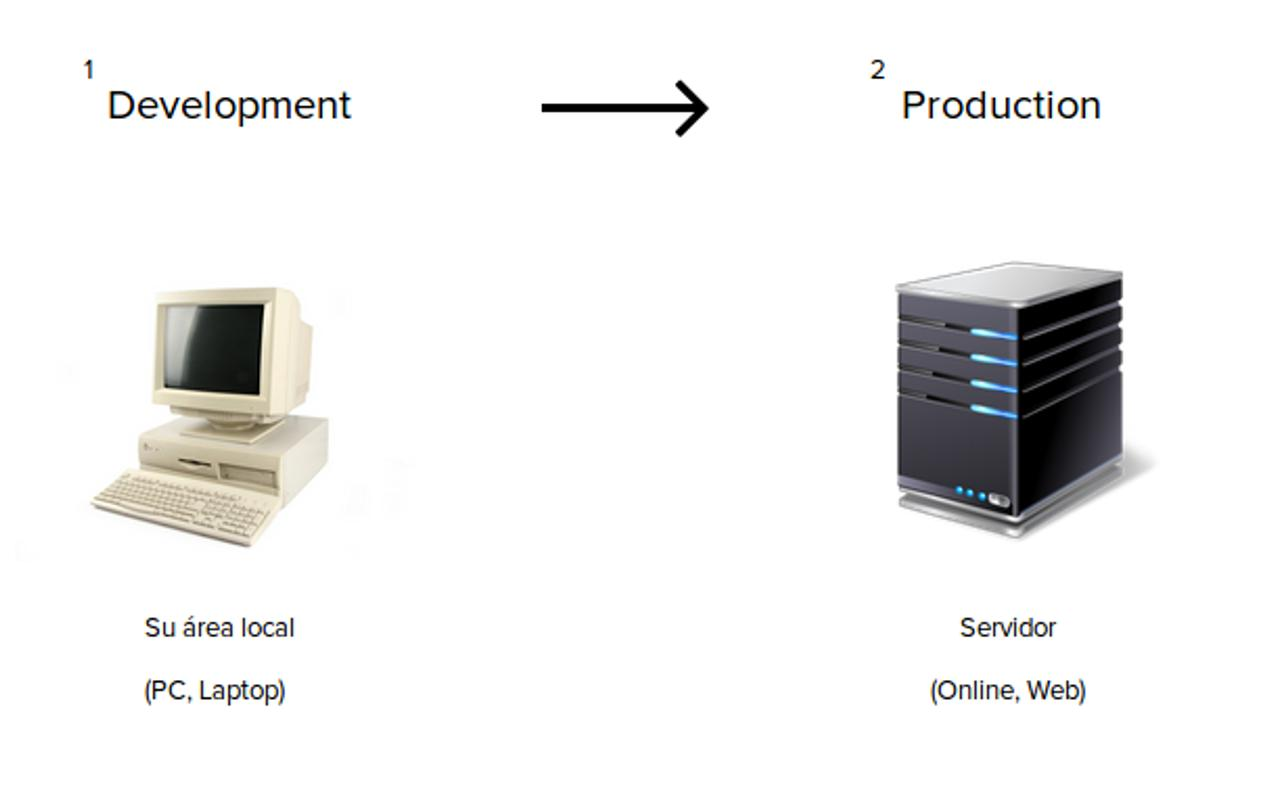 1
Development
2
Production
Su área local
(PC, Laptop)
Servidor
(Online, Web)